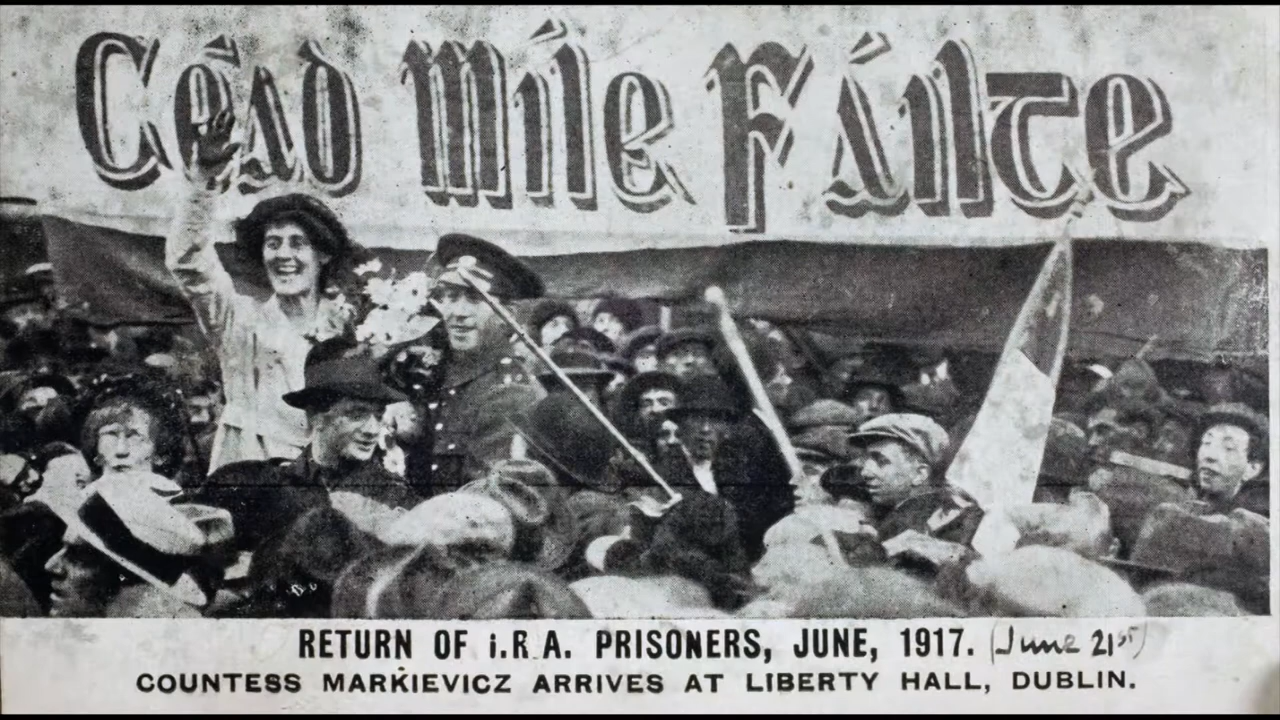 Céad Míle Fáilte
RETURN OF i.R.A. PRISONERS, JUNE, 1917. (June 21st)
COUNTESS MARKIEVICZ ARRIVES AT LIBERTY HALL, DUBLIN.